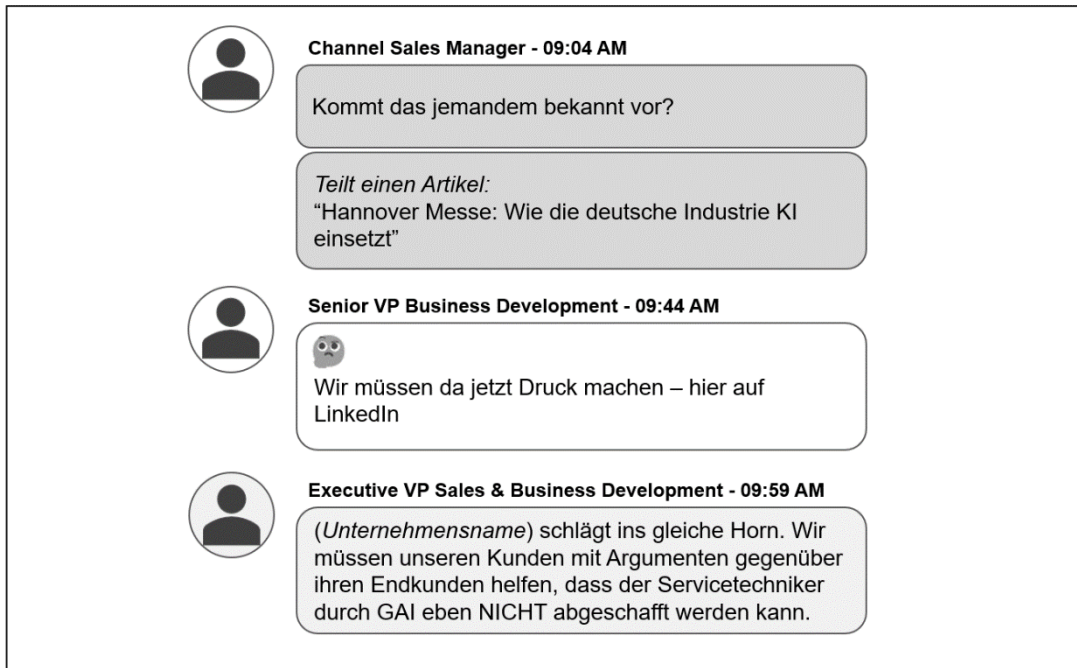 Channel Sales Manager - 09:04 AM
Kommt das jemandem bekannt vor?
Teilt einen Artikel:
“Hannover Messe: Wie die deutsche Industrie KI
einsetzt”
Senior VP Business Development - 09:44 AM
Wir müssen da jetzt Druck machen – hier auf
LinkedIn
Executive VP Sales & Business Development - 09:59 AM
(Unternehmensname) schlägt ins gleiche Horn. Wir
müssen unseren Kunden mit Argumenten gegenüber
ihren Endkunden helfen, dass der Servicetechniker
durch GAI eben NICHT abgeschafft werden kann.